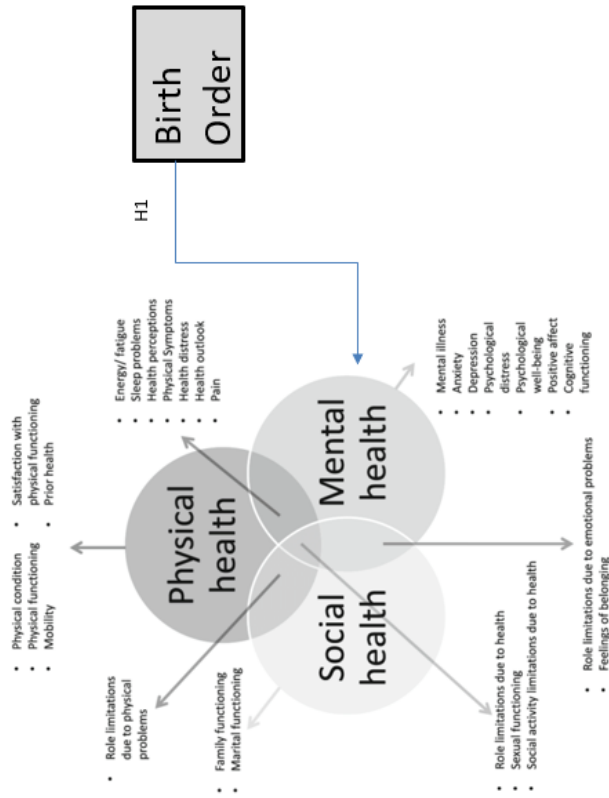 • Physical condition
• Physical functioning
• Mobility
• Satisfaction with
physical functioning
• Prior health
• Role limitations
due to physical
problems
Physical
health
• Energy/ fatigue
• Sleep problems
• Health perceptions
• Physical Symptoms
• Health distress
• Health outlook
• Pain
H1
Birth
Order
• Family functioning
• Marital functioning
Social
health
Mental
health
• Mental illness
• Anxiety
• Depression
• Psychological
distress
• Psychological
well-being
• Positive affect
• Cognitive
functioning
• Role limitations due to health
• Sexual functioning
• Social activity limitations due to health
• Role limitations due to emotional problems
• Feelings of belonging